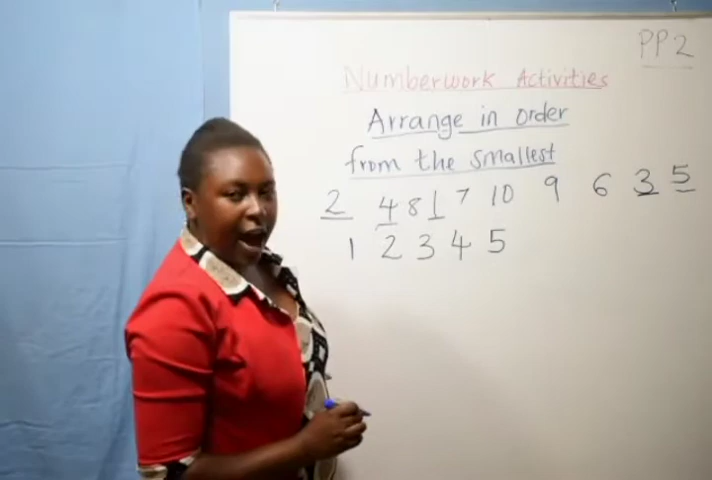 PP2
Numberwork Activities
Arrange in order
from the smallest
2 4 8 1 7 10 9 6 3 5
1 2 3 4 5